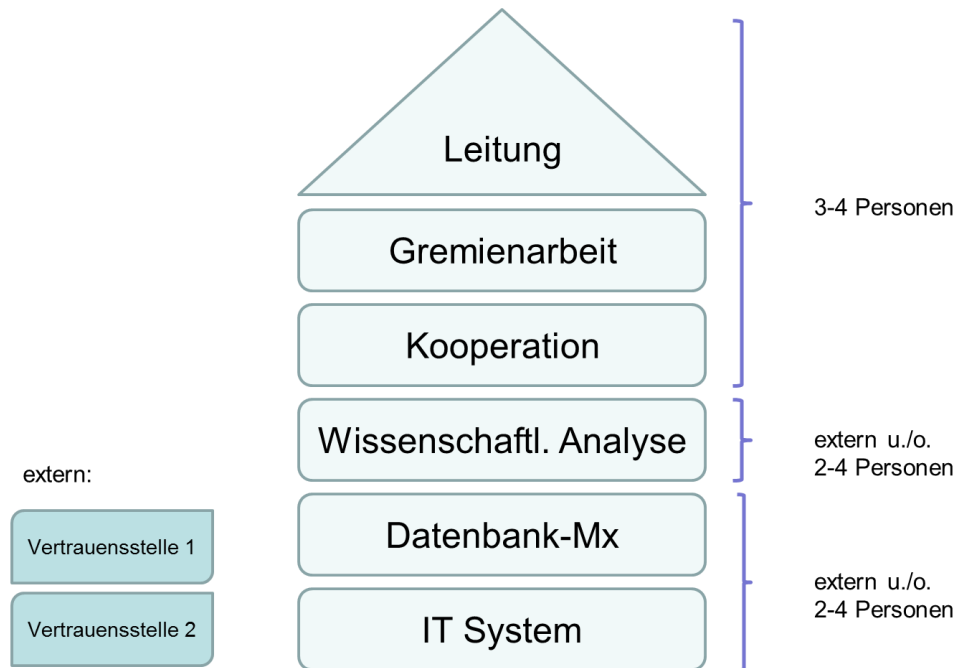 Leitung
Gremienarbeit
Kooperation
3-4 Personen
Wissenschaftl. Analyse
extern u./o.
2-4 Personen
Datenbank-Mx
IT System
extern u./o.
2-4 Personen
extern:
Vertrauensstelle 1
Vertrauensstelle 2